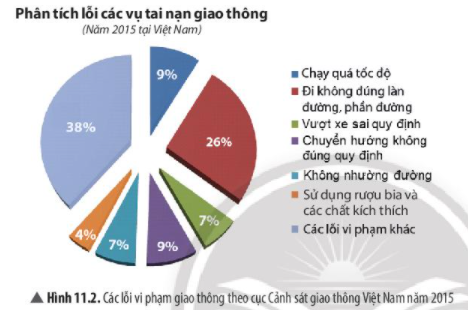 Phân tích lỗi các vụ tai nạn giao thông
(Năm 2015 tại Việt Nam)
9%
26%
7%
9%
7%
4%
38%
Chạy quá tốc dộ
Đi không dúng làn
đường, phần đường
Vượt xe sai quy định
Chuyển hướng không
đúng quy định
Không nhường đường
Sử dụng rượu bia và
các chất kích thích
Các lỗi vi phạm khác
▲ Hình 11.2. Các lỗi vi phạm giao thông theo cục Cảnh sát giao thông Việt Nam năm 2015